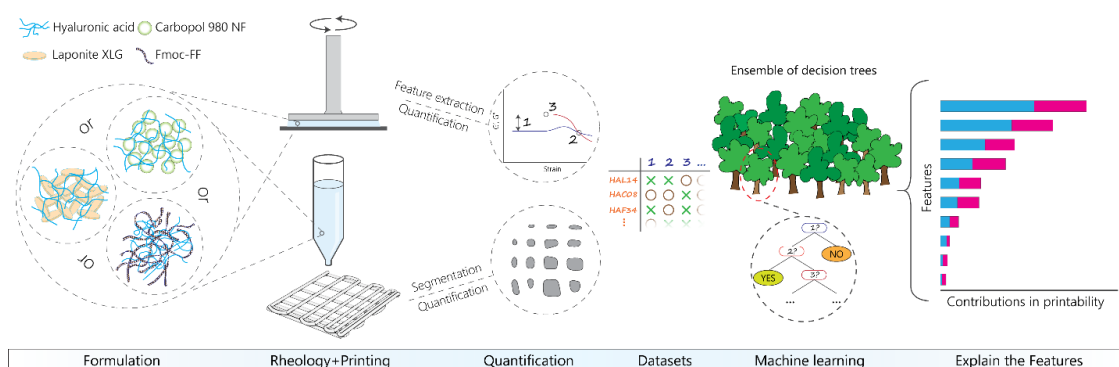 Hyaluronic acid
Carbopol 980 NF
Laponite XLG
Fmoc-FF
or
or
or
Feature extraction
Quantification
1
3
2
G', G"
Strain
Segmentation
Quantification
1 2 3 ...
HAL14
HAC08
HAF34
⋮
Ensemble of decision trees
1?
2?
NO
YES
3?
... ...
Features
Contributions in printability
Formulation
Rheology+Printing
Quantification
Datasets
Machine learning
Explain the Features